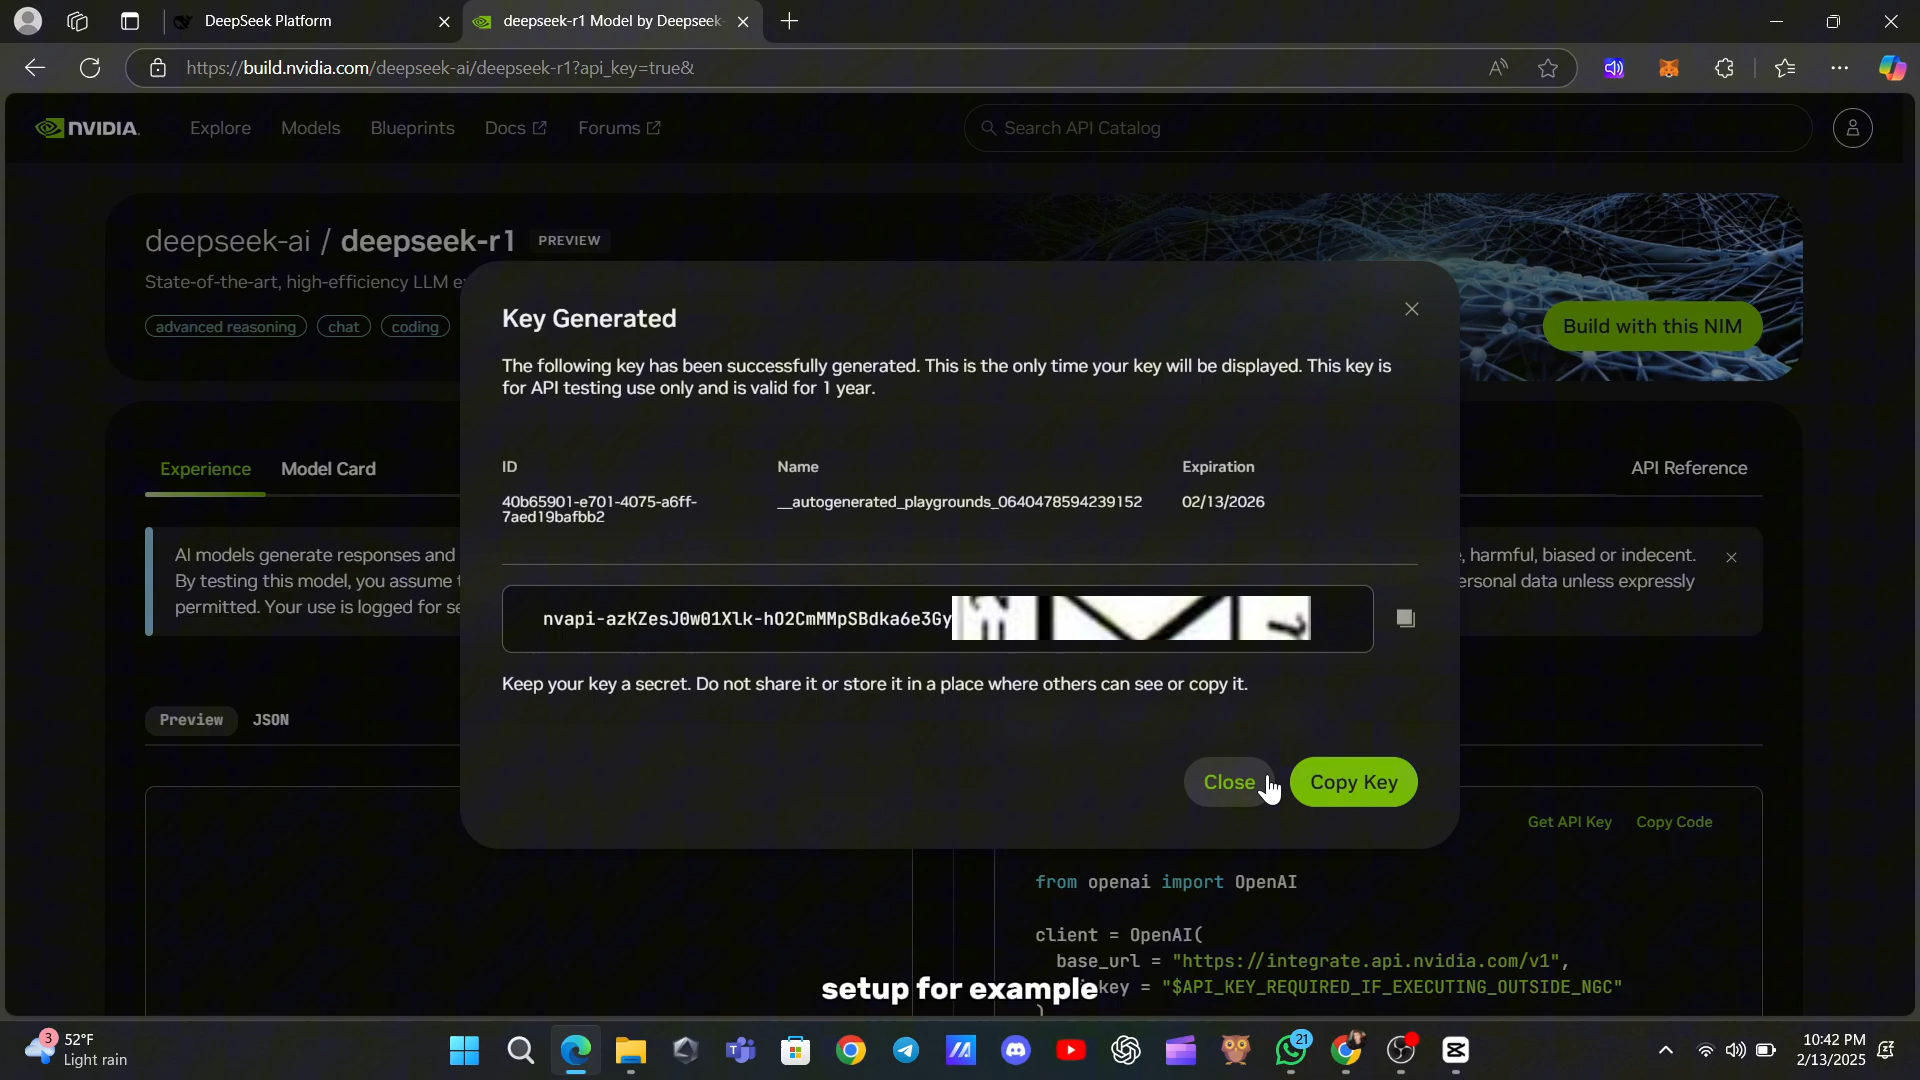 DeepSeek Platform
deepseek-r1 Model by Deepseek-
https://build.nvidia.com/deepseek-ai/deepseek-r1?api_key=true&
NVIDIA.
Explore
Models
Blueprints
Docs
Forums
Search API Catalog
deepseek-ai / deepseek-r1 PREVIEW
State-of-the-art, high-efficiency LLM
advanced reasoning
chat
coding
Build with this NIM
Key Generated
The following key has been successfully generated. This is the only time your key will be displayed. This key is
for API testing use only and is valid for 1 year.
Experience
Model Card
API Reference
ID
Name
Expiration
40b65901-e701-4075-a6ff-
7aed19bafbb2
__autogenerated_playgrounds_0640478594239152
02/13/2026
AI models generate responses and
By testing this model, you assume
permitted. Your use is logged for
, harmful, biased or indecent.
ersonal data unless expressly
nvapi-azKZesJ0w01Xlk-hO2CmMMpSBdka6e3Gy
Keep your key a secret. Do not share it or store it in a place where others can see or copy it.
Preview
JSON
Close
Copy Key
Get API Key
Copy Code
from openai import OpenAI
client = OpenAI(
base_url = "https://integrate.api.nvidia.com/v1",
key = "$API_KEY_REQUIRED_IF_EXECUTING_OUTSIDE_NGC"
)
setup for example
3
52°F
Light rain
21
10:42 PM
2/13/2025